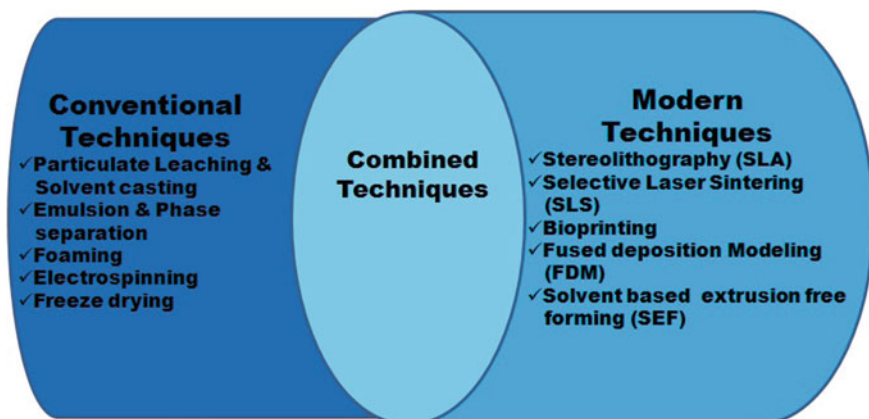 Conventional
Techniques
✓Particulate Leaching &
Solvent casting
✓Emulsion & Phase
separation
✓Foaming
✓Electrospinning
✓Freeze drying
Combined
Techniques
Modern
Techniques
✓Stereolithography (SLA)
✓Selective Laser Sintering
(SLS)
✓Bioprinting
✓Fused deposition Modeling
(FDM)
✓Solvent based extrusion free
forming (SEF)